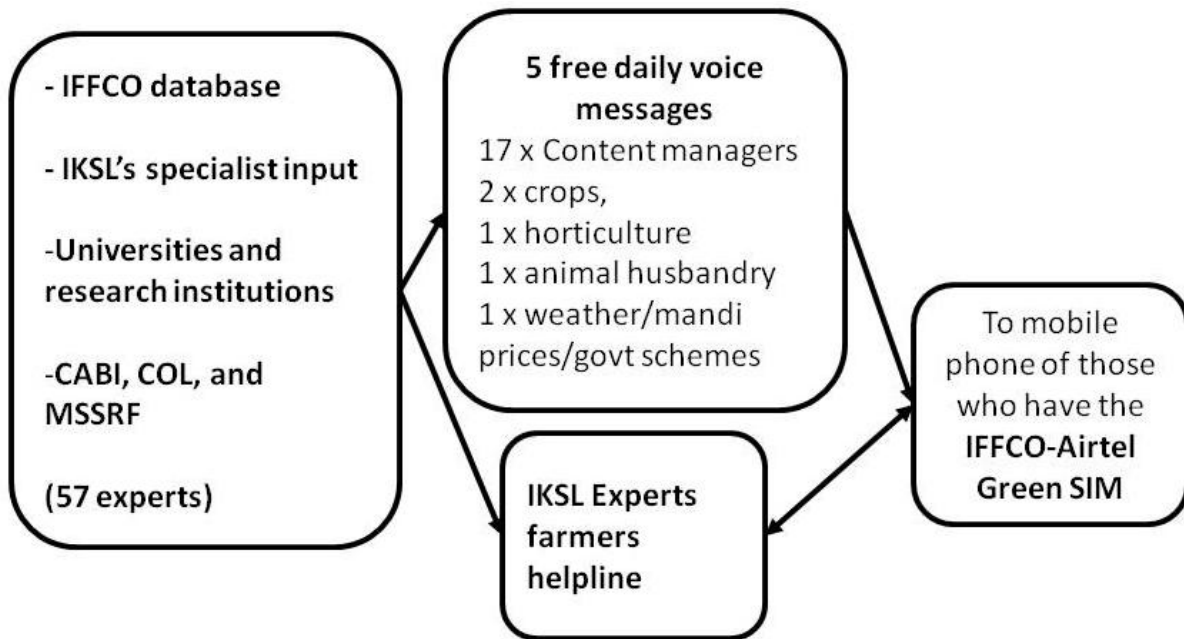 - IFFCO database
- IKSL's specialist input
-Universities and
research institutions
-CABI, COL, and
MSSRF
(57 experts)
5 free daily voice
messages
17 x Content managers
2 x crops,
1 x horticulture
1 x animal husbandry
1 x weather/mandi
prices/govt schemes
IKSL Experts
farmers
helpline
To mobile
phone of those
who have the
IFFCO-Airtel
Green SIM